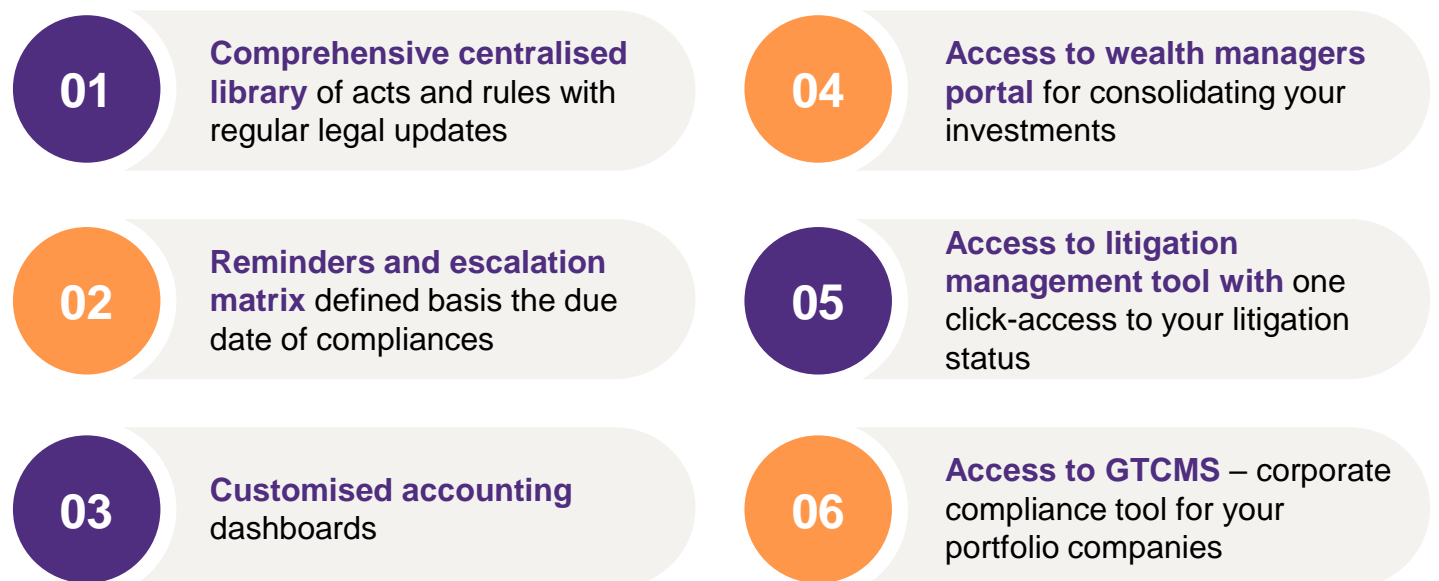 01
Comprehensive centralised
library of acts and rules with
regular legal updates
02
Reminders and escalation
matrix defined basis the due
date of compliances
03
Customised accounting
dashboards
04
Access to wealth managers
portal for consolidating your
investments
05
Access to litigation
management tool with one
click-access to your litigation
status
06
Access to GTCMS – corporate
compliance tool for your
portfolio companies